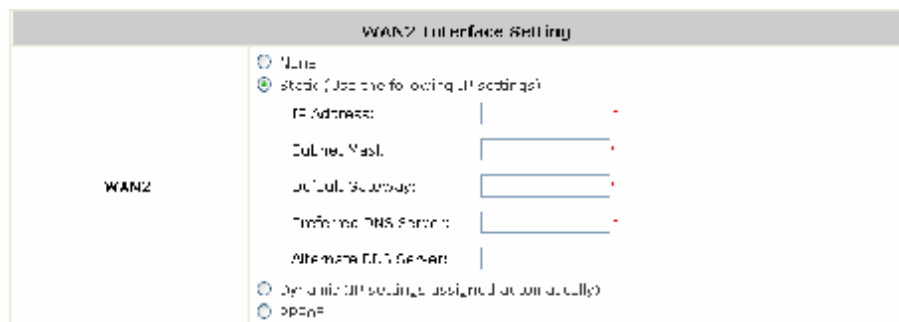 WAN2 Interface Setting
None
Static (Use the following IP settings)
IP Address: *
Subnet Mask: *
WAN2
Default Gateway: *
Preferred DNS Server: *
Alternate DNS Server:
Dynamic (IP settings assigned automatically)
PPPoE